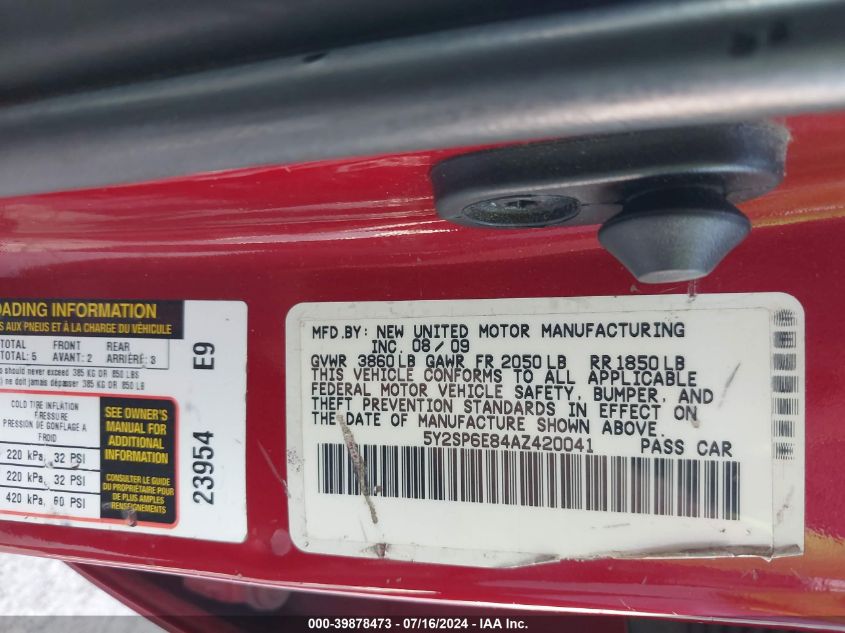 OADING INFORMATION
S AUX PNEUS ET À LA CHARGE DU VÉHICULE
TOTAL FRONT REAR
TOTAL: 5 AVANT: 2 ARRIÈRE: 3
should never exceed 385 KG OR 850 LBS
ne doit jamais dépasser 385 KG OR 850 LB
COLD TIRE INFLATION
PRESSURE
PRESSION DE GONFLAGE A
FROID
220 kPa, 32 PSI
220 kPa, 32 PSI
420 kPa, 60 PSI
SEE OWNER'S
MANUAL FOR
ADDITIONAL
INFORMATION
CONSULTER LE GUIDE
DU PROPRIÉTAIRE
DE PLUS AMPLES
RENSEIGNEMENTS
23954 E9
MFD.BY: NEW UNITED MOTOR MANUFACTURING
INC. 08/09
GVWR 3860LB GAWR FR 2050LB RR 1850LB
THIS VEHICLE CONFORMS TO ALL APPLICABLE
FEDERAL MOTOR VEHICLE SAFETY, BUMPER, AND
THEFT PREVENTION STANDARDS IN EFFECT ON
THE DATE OF MANUFACTURE SHOWN ABOVE.
5Y2SP6E84AZ420041 PASS CAR
000-39878473 - 07/16/2024 - IAA Inc.